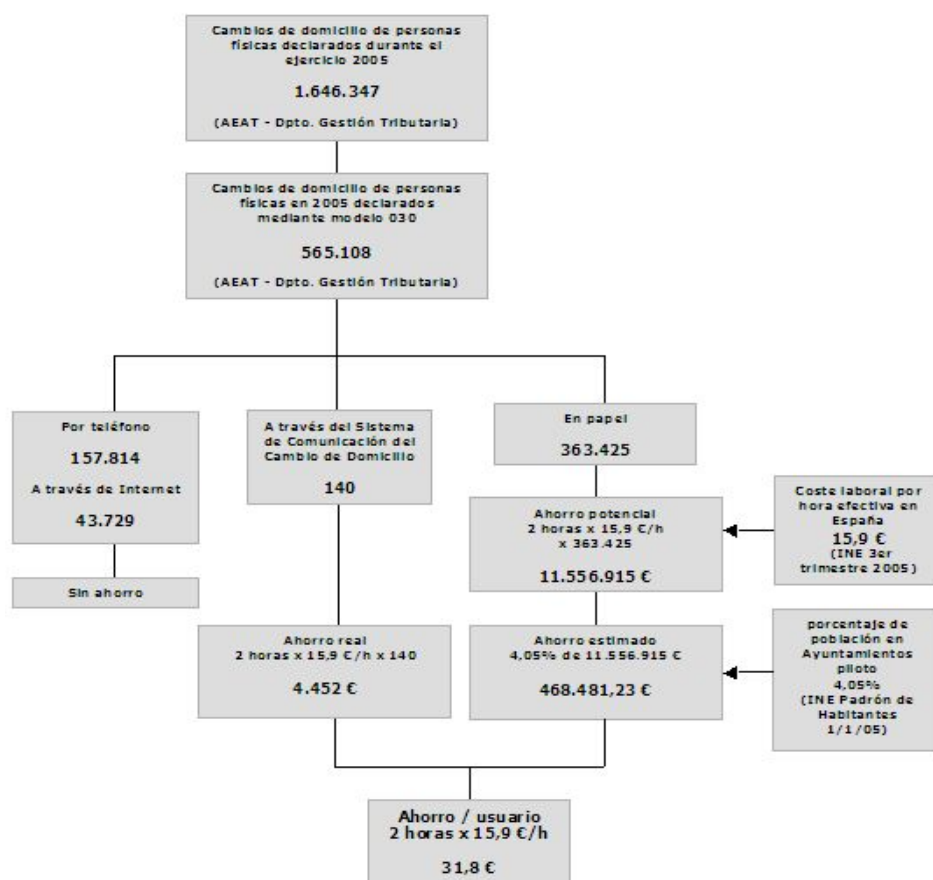 Cambios de domicilio de personas
físicas declarados durante el
ejercicio 2005
1.646.347
(AEAT - Dpto. Gestión Tributaria)
Cambios de domicilio de personas
físicas en 2005 declarados
mediante modelo 030
565.108
(AEAT - Dpto. Gestión Tributaria)
Por teléfono
157.814
A través de Internet
43.729
Sin ahorro
A través del Sistema
de Comunicación del
Cambio de Domicilio
140
Ahorro real
2 horas x 15,9 €/h x 140
4.452 €
En papel
363.425
Ahorro potencial
2 horas x 15,9 €/h
x 363.425
11.556.915 €
Coste laboral por
hora efectiva en
España
15,9 €
(INE 3er
trimestre 2005)
Ahorro estimado
4,05% de 11.556.915 €
468.481,23 €
porcentaje de
población en
Ayuntamientos
piloto
4,05%
(INE Padrón de
Habitantes
1/1/05)
Ahorro / usuario
2 horas x 15,9 €/h
31,8 €